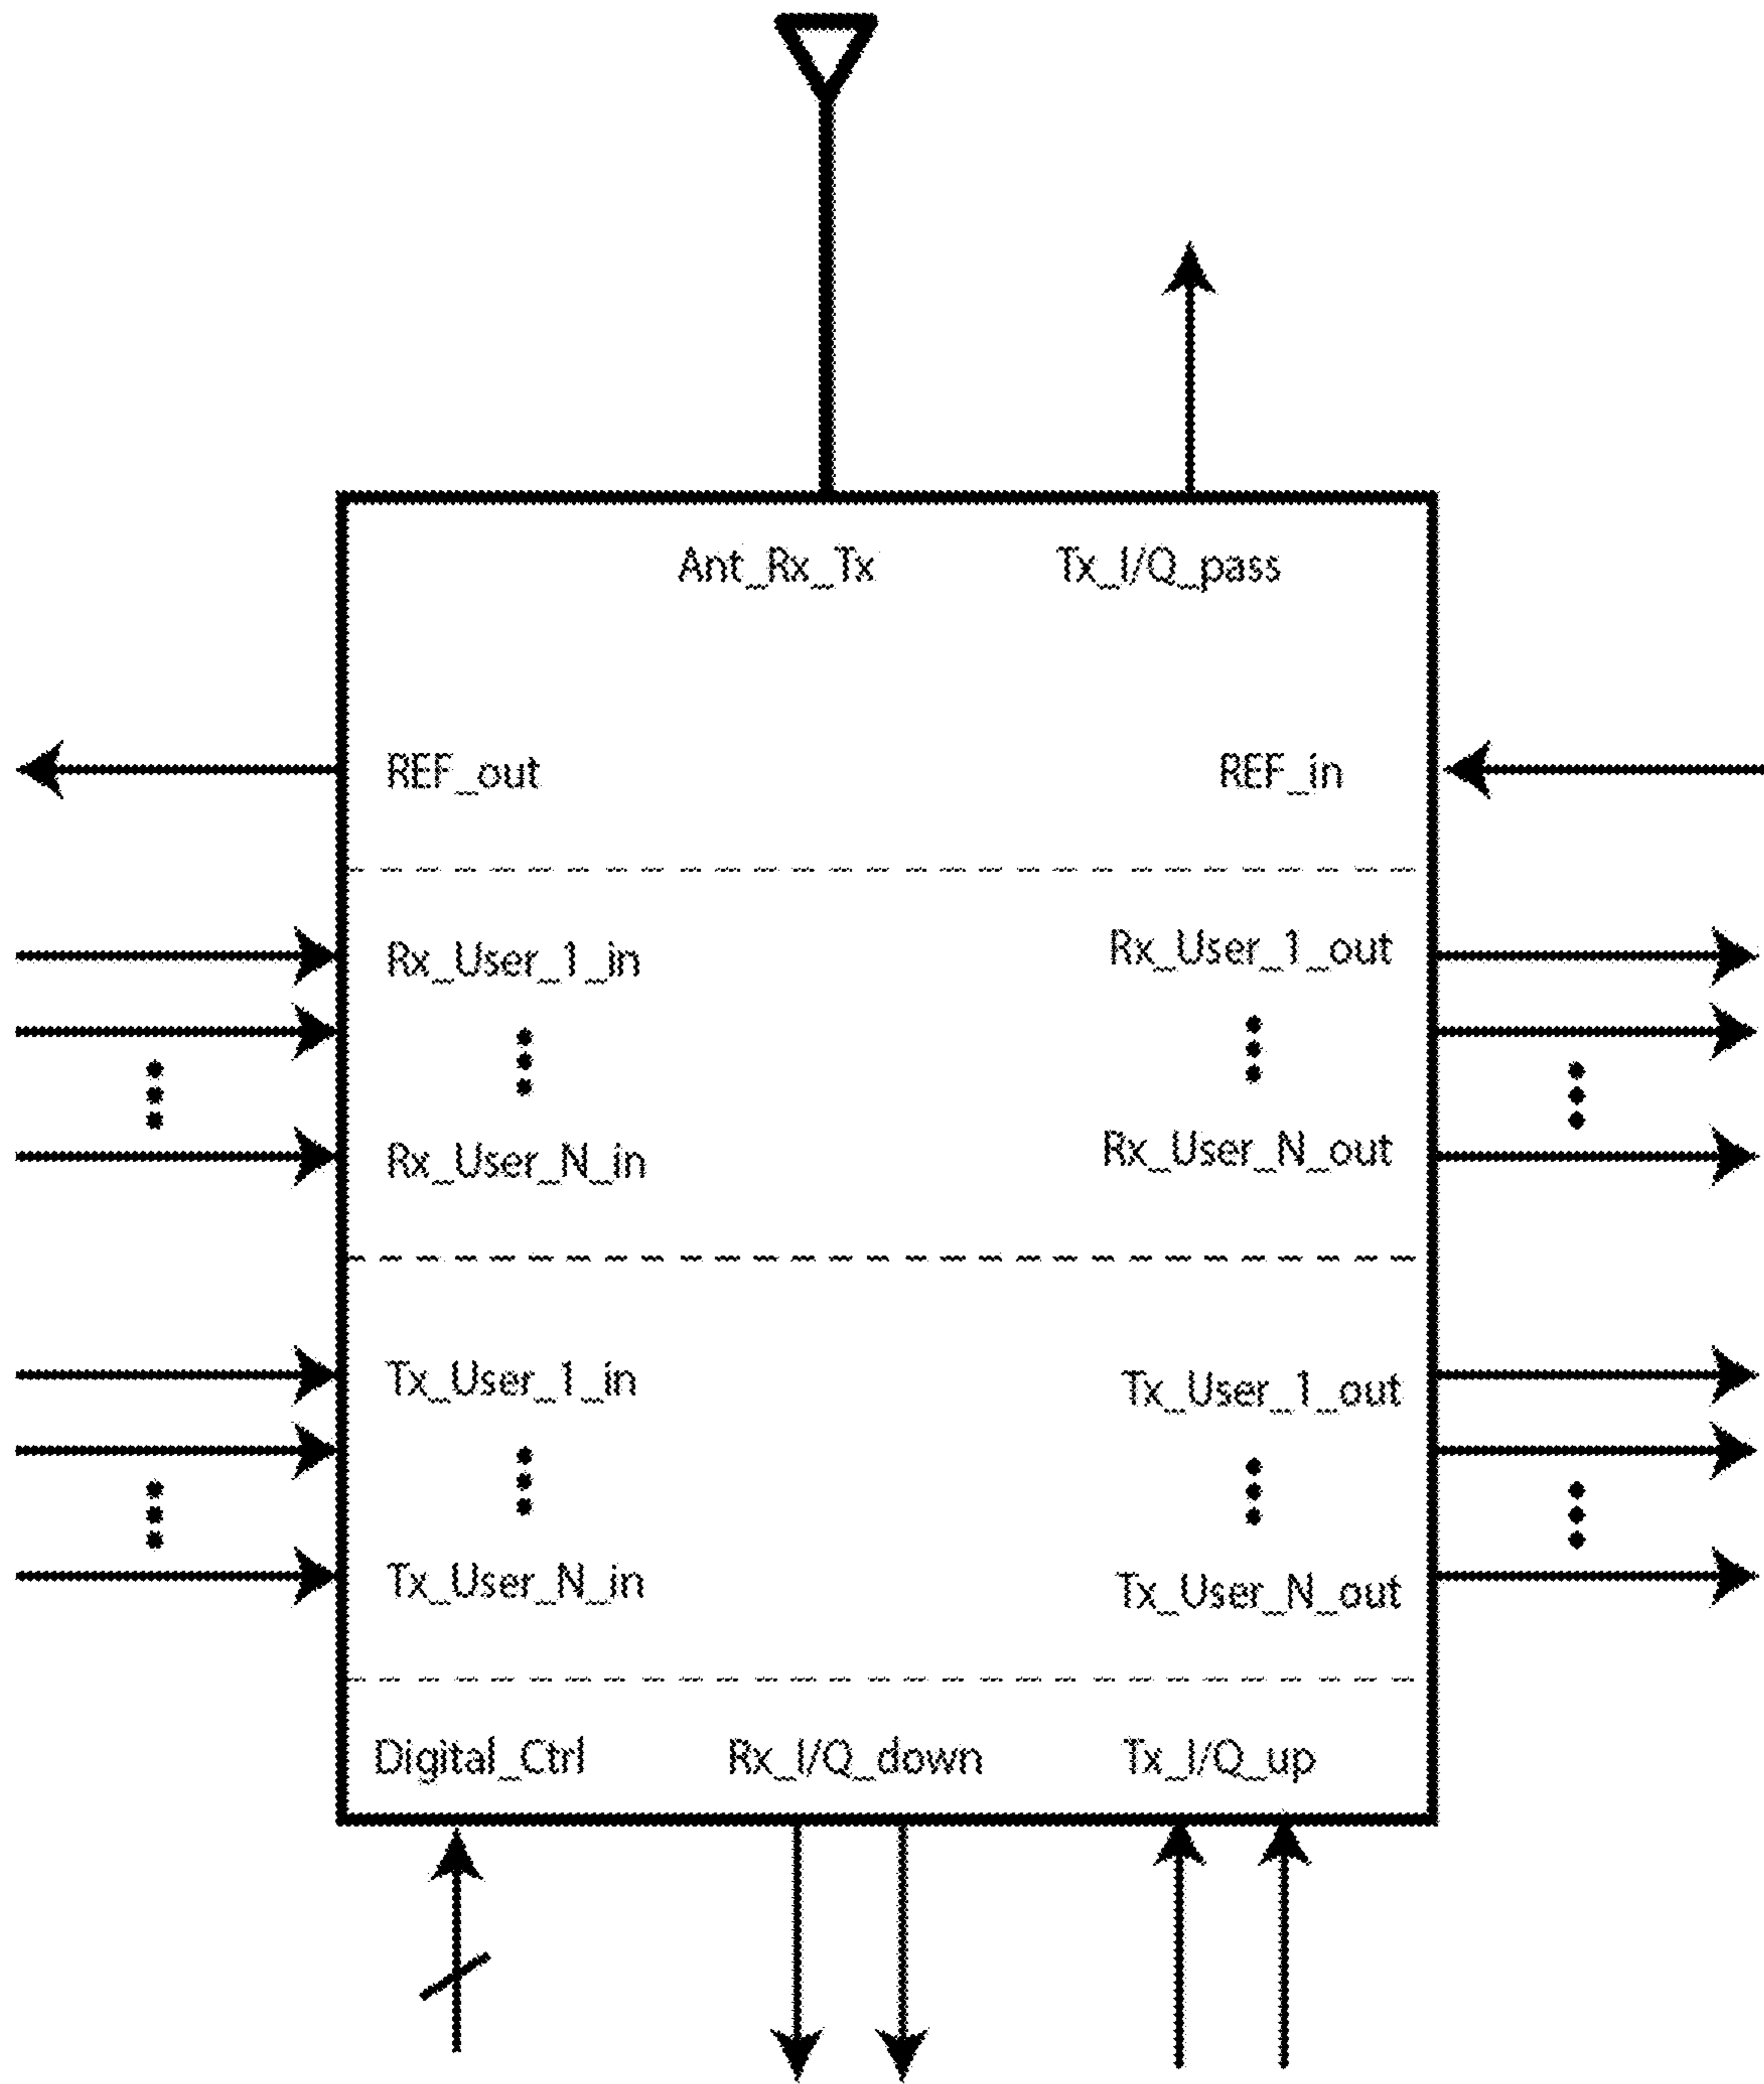 Ant_Rx_Tx Tx_I/Q_pass
REF_out REF_in
Rx_User_1_in Rx_User_1_out
Rx_User_N_in Rx_User_N_out
Tx_User_1_in Tx_User_1_out
Tx_User_N_in Tx_User_N_out
Digital_Ctrl Rx_I/Q_down Tx_I/Q_up